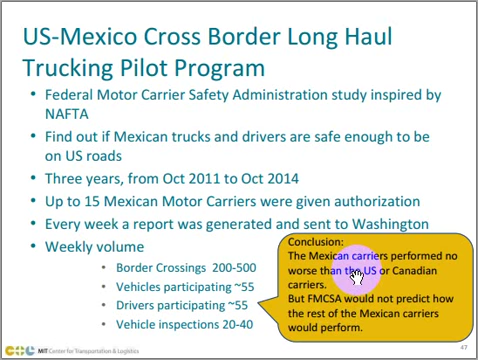 US-Mexico Cross Border Long Haul
Trucking Pilot Program
• Federal Motor Carrier Safety Administration study inspired by
NAFTA
• Find out if Mexican trucks and drivers are safe enough to be
on US roads
• Three years, from Oct 2011 to Oct 2014
• Up to 15 Mexican Motor Carriers were given authorization
• Every week a report was generated and sent to Washington
• Weekly volume
• Border Crossings 200-500
• Vehicles participating ~55
• Drivers participating ~55
• Vehicle inspections 20-40
Conclusion:
The Mexican carriers performed no
worse than the US or Canadian
carriers.
But FMCSA would not predict how
the rest of the Mexican carriers
would perform.
MIT Center for Transportation & Logistics
47